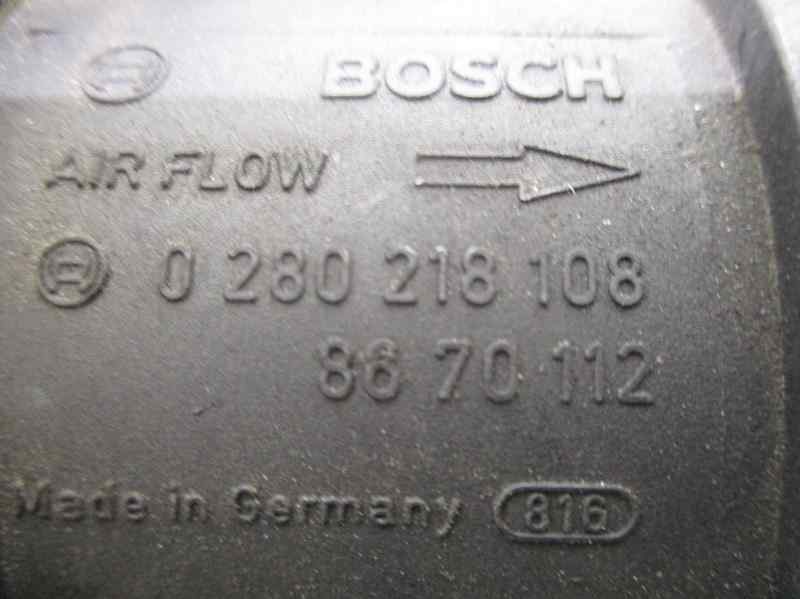 BOSCH
AIR FLOW
0 280 218 108
86 70 112
Made in Germany 816